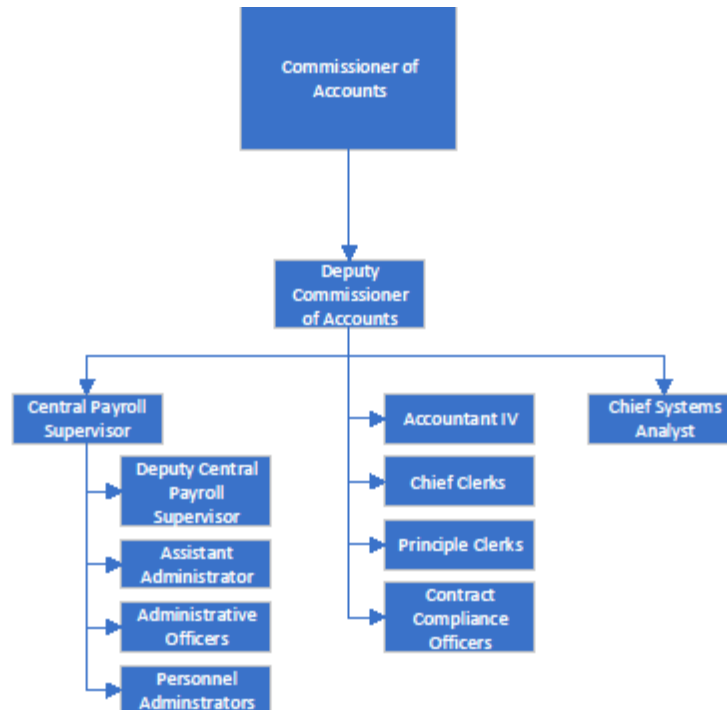 Commissioner of
Accounts
Deputy
Commissioner
of Accounts
Central Payroll
Supervisor
Deputy Central
Payroll
Supervisor
Assistant
Administrator
Administrative
Officers
Personnel
Adminstrators
Accountant IV
Chief Clerks
Principle Clerks
Contract
Compliance
Officers
Chief Systems
Analyst